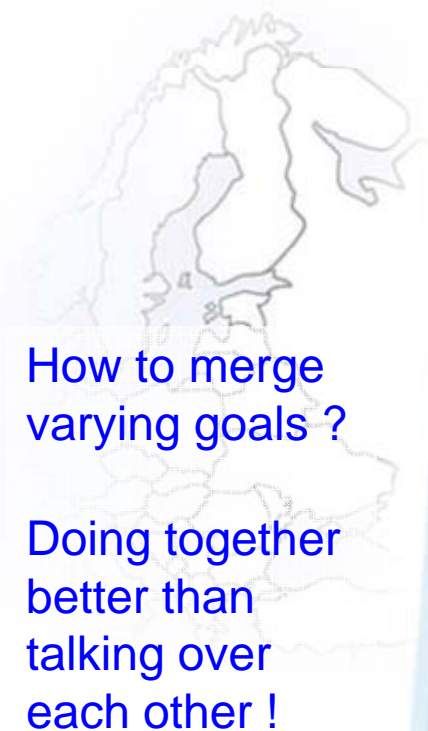 How to merge
varying goals ?
Doing together
better than
talking over
each other !